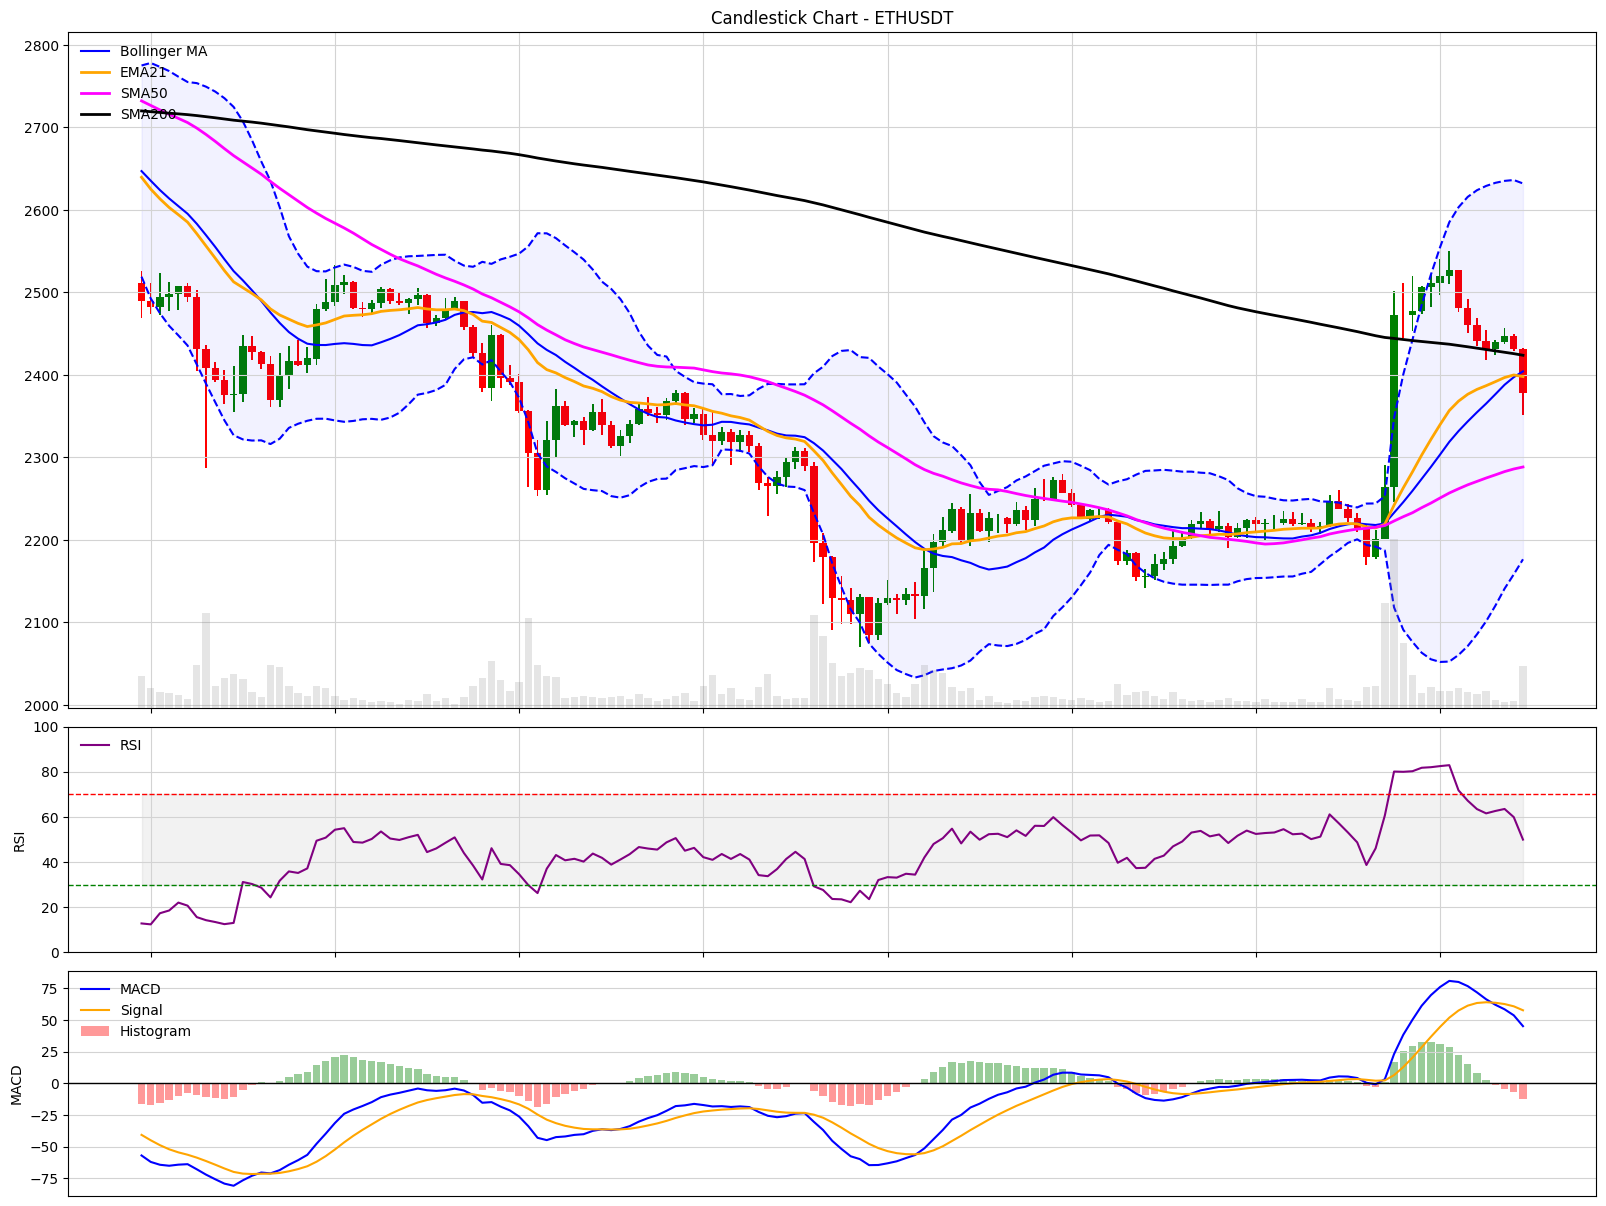 Candlestick Chart - ETHUSDT
Bollinger MA
EMA21
SMA50
SMA200
2800
2700
2600
2500
2400
2300
2200
2100
2000
RSI
RSI
100
80
60
40
20
0
MACD
Signal
Histogram
MACD
75
50
25
0
−25
−50
−75